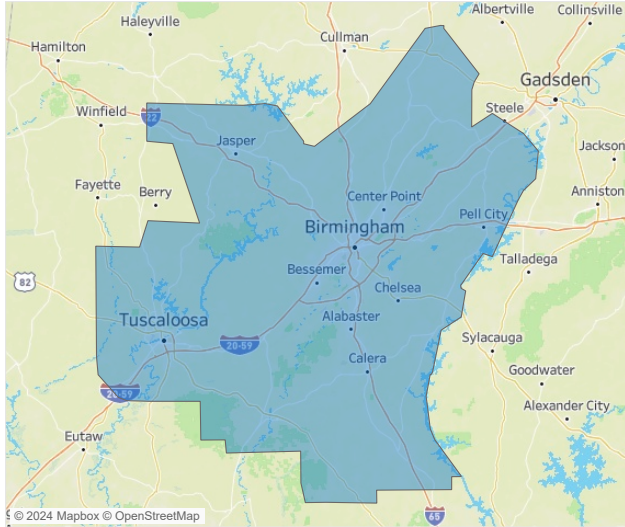 Haleyville
Albertville
Collinsville
Hamilton
Cullman
Gadsden
Steele
Winfield
22
Jasper
Jackson
Fayette
Berry
Center Point
Anniston
Pell City
Birmingham
Talladega
Bessemer
82
Chelsea
Tuscaloosa
Alabaster
20-59
Sylacauga
Calera
Goodwater
20-59
Alexander City
Eutaw
65
© 2024 Mapbox © OpenStreetMap